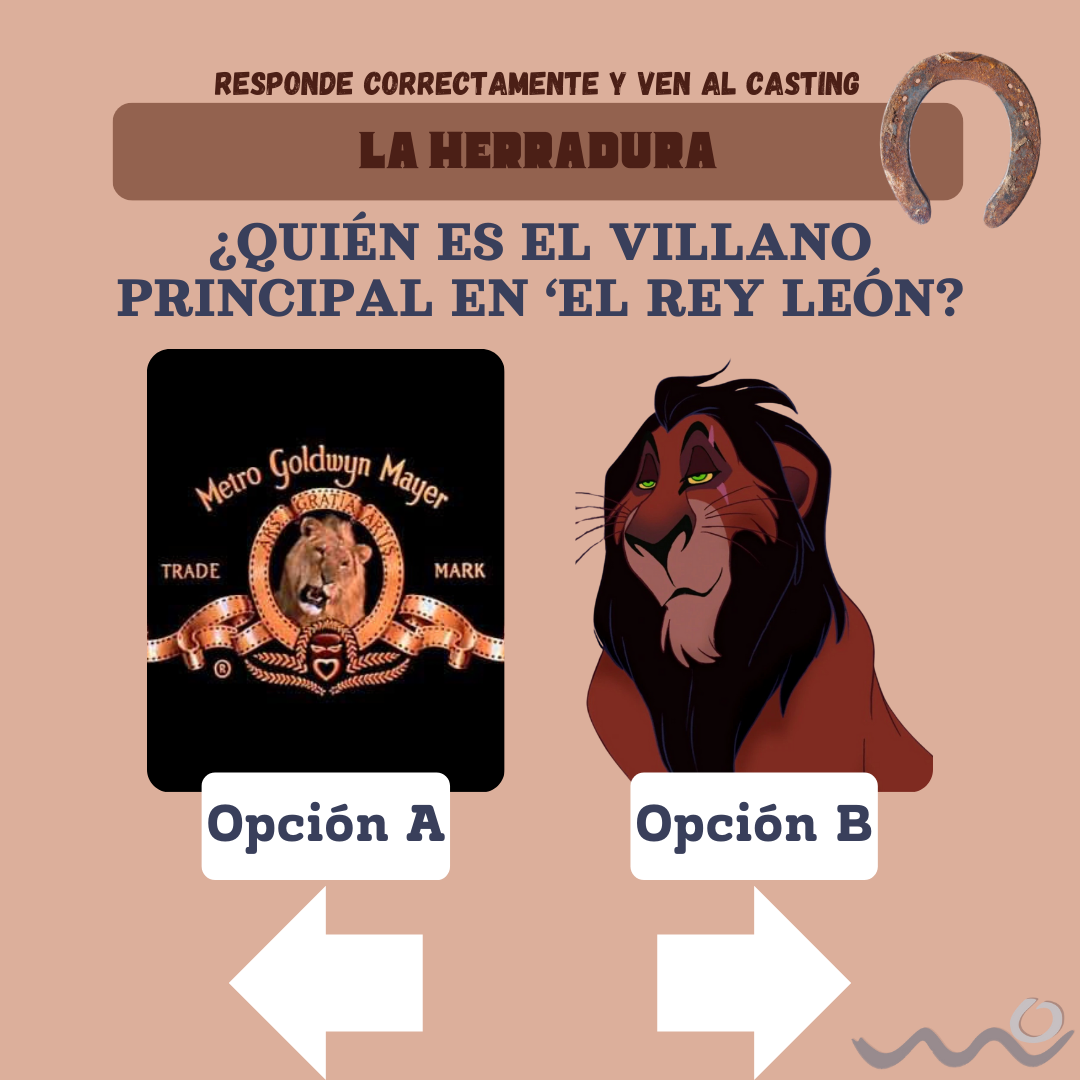 RESPONDE CORRECTAMENTE Y VEN AL CASTING
LA HERRADURA
¿QUIÉN ES EL VILLANO
PRINCIPAL EN ‘EL REY LEÓN?
Metro Goldwyn Mayer
ARS GRATIA ARTIS
TRADE
MARK
®
Opción A
Opción B